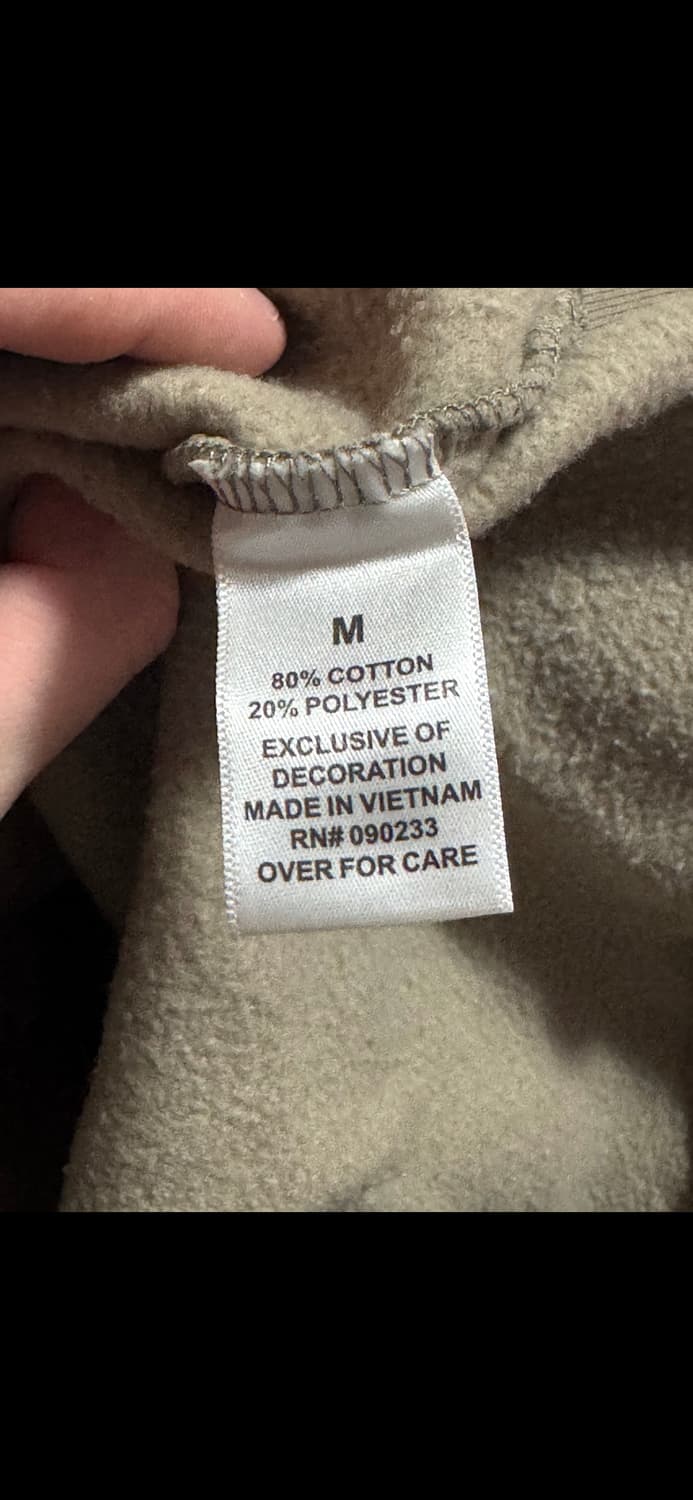 M
80% COTTON
20% POLYESTER
EXCLUSIVE OF
DECORATION
MADE IN VIETNAM
RN# 090233
OVER FOR CARE